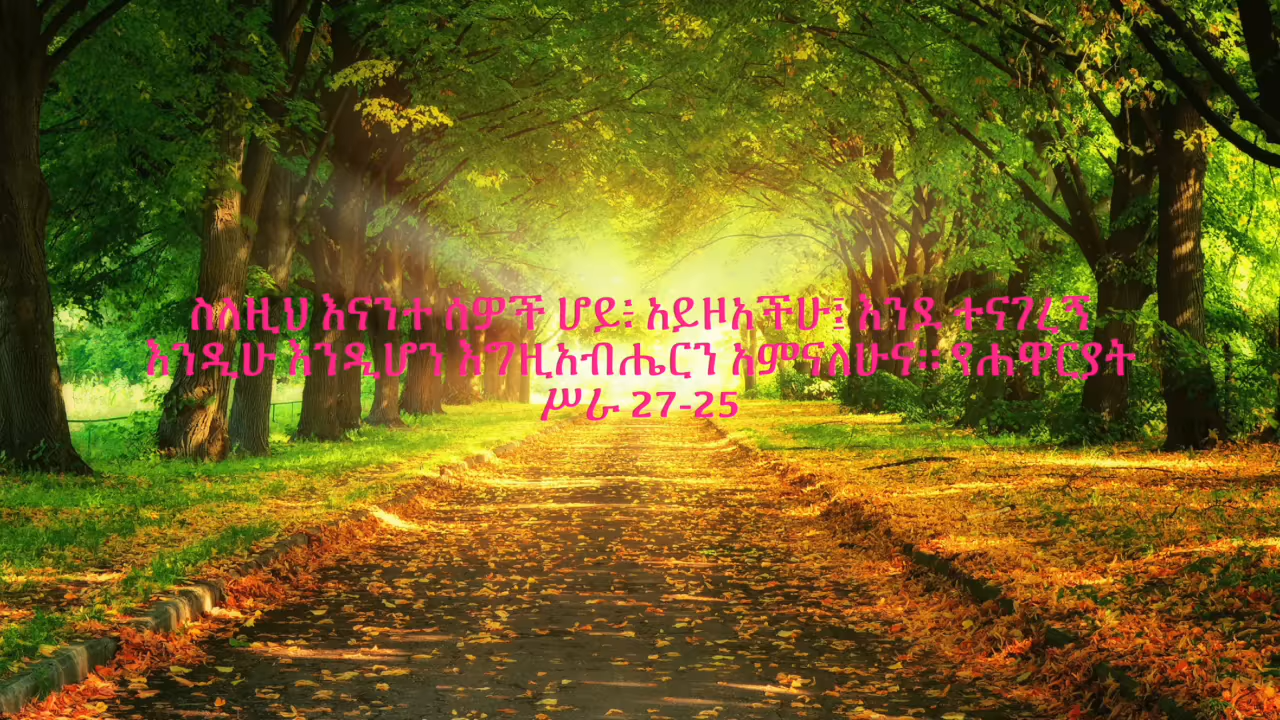 ስለዚህ እናንተ ሰዎች ሆይ፥ አይዞአችሁ፤ እንደ ተናገረኝ
እንዲሁ እንዲሆን እግዚአብሔርን አምናለሁና። የሐዋርያት
ሥራ 27-25